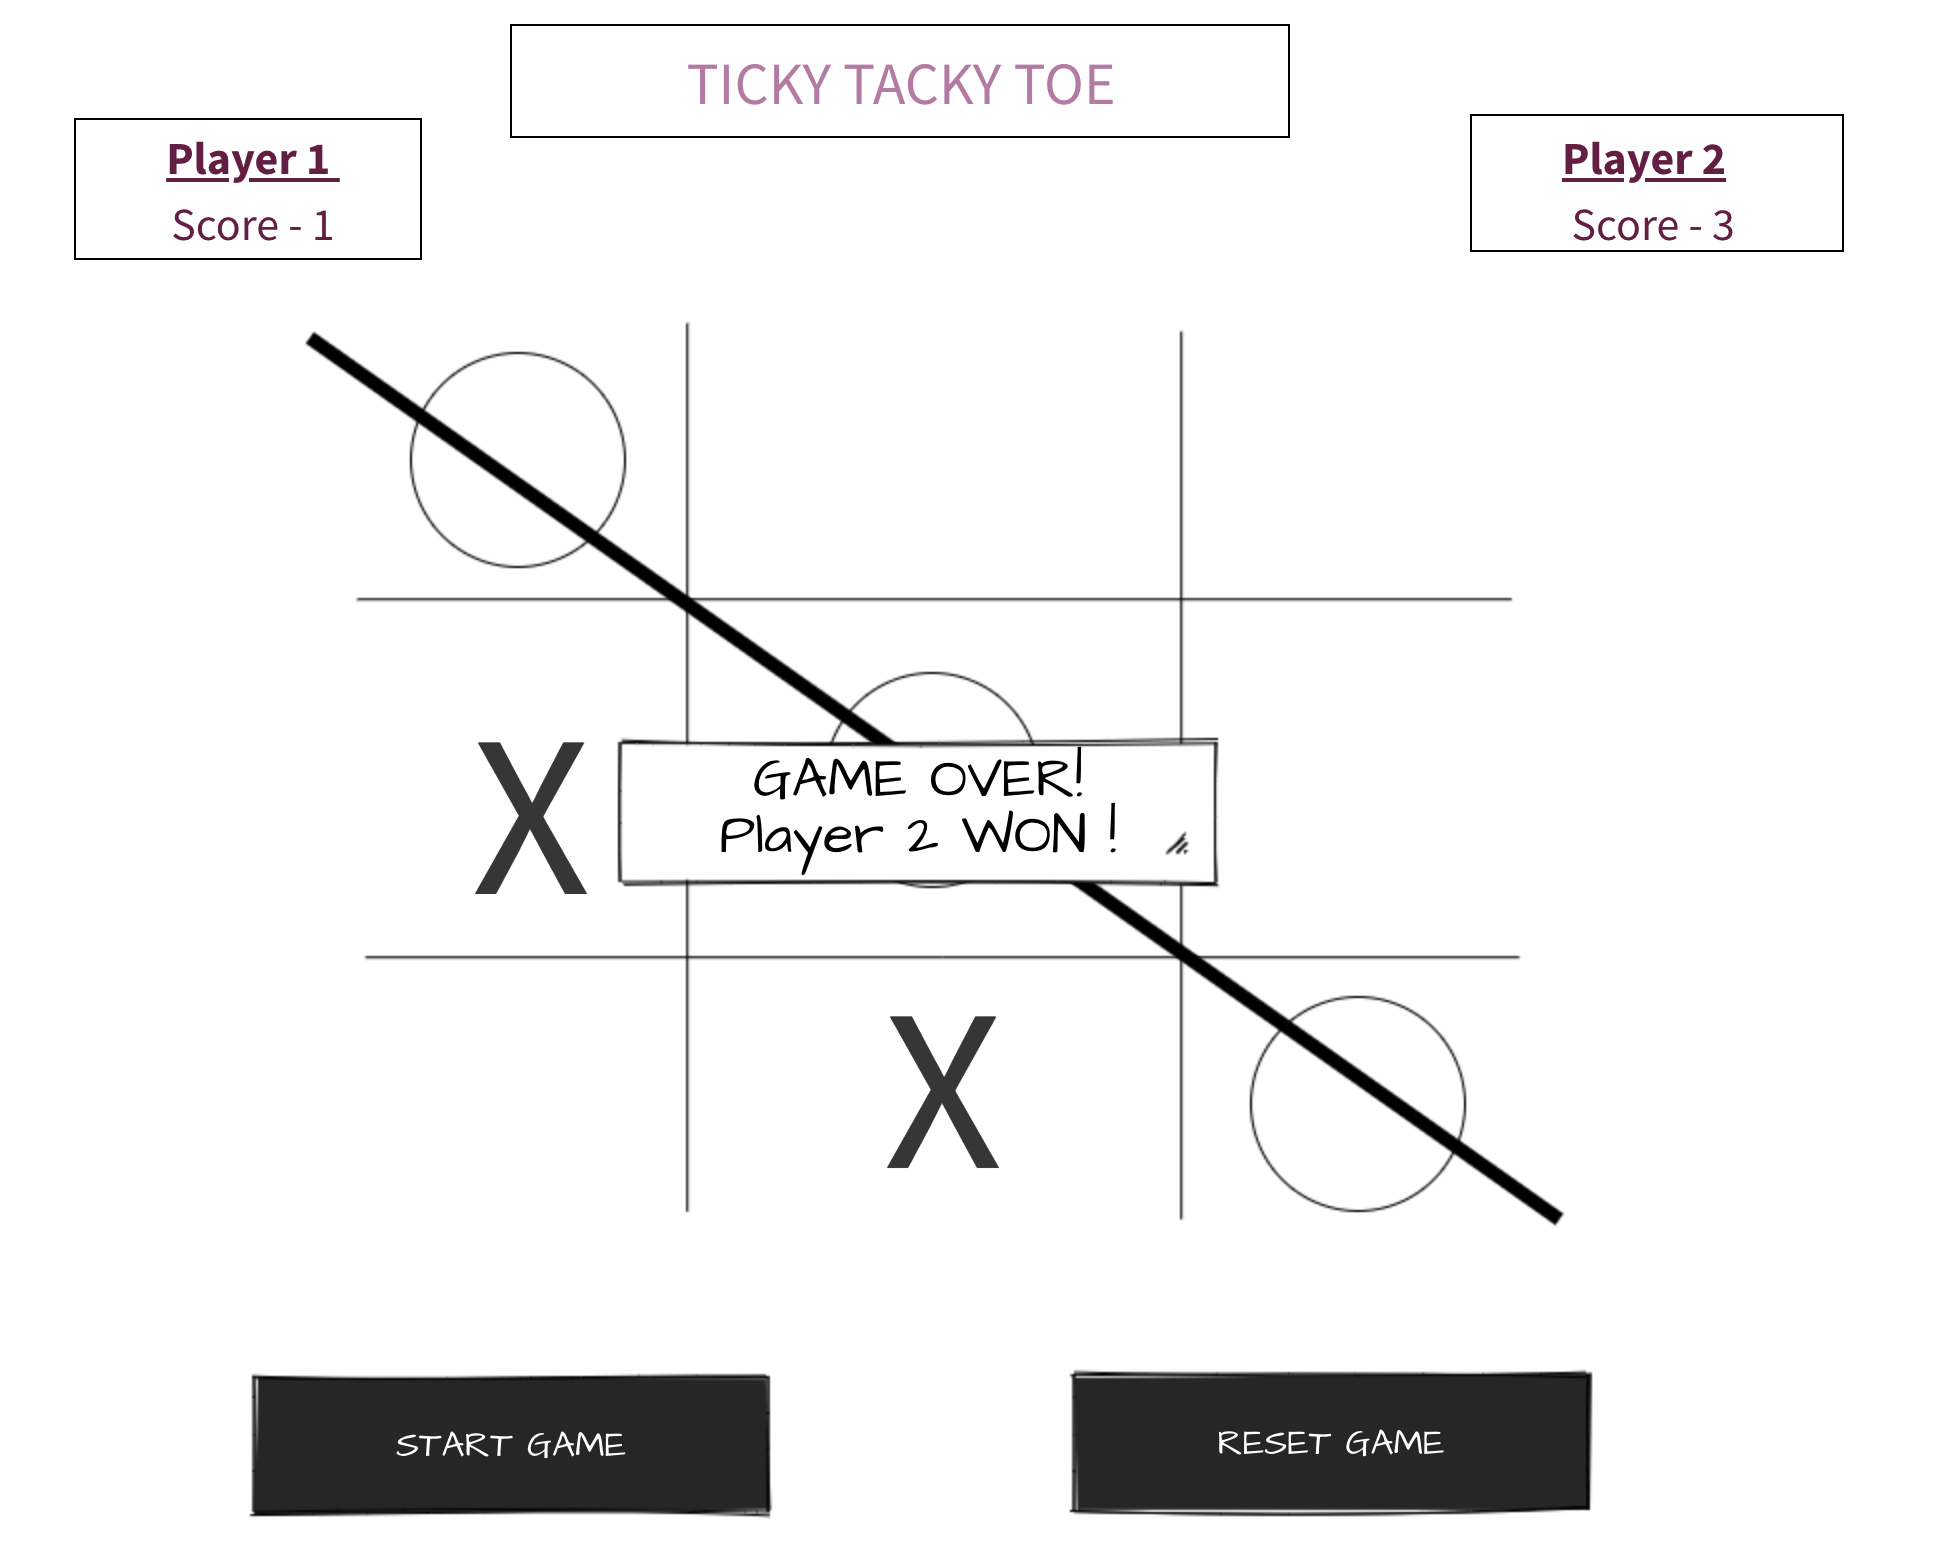 TICKY TACKY TOE
Player 1
Score - 1
Player 2
Score - 3
X
GAME OVER!
Player 2 WON !
X
START GAME
RESET GAME